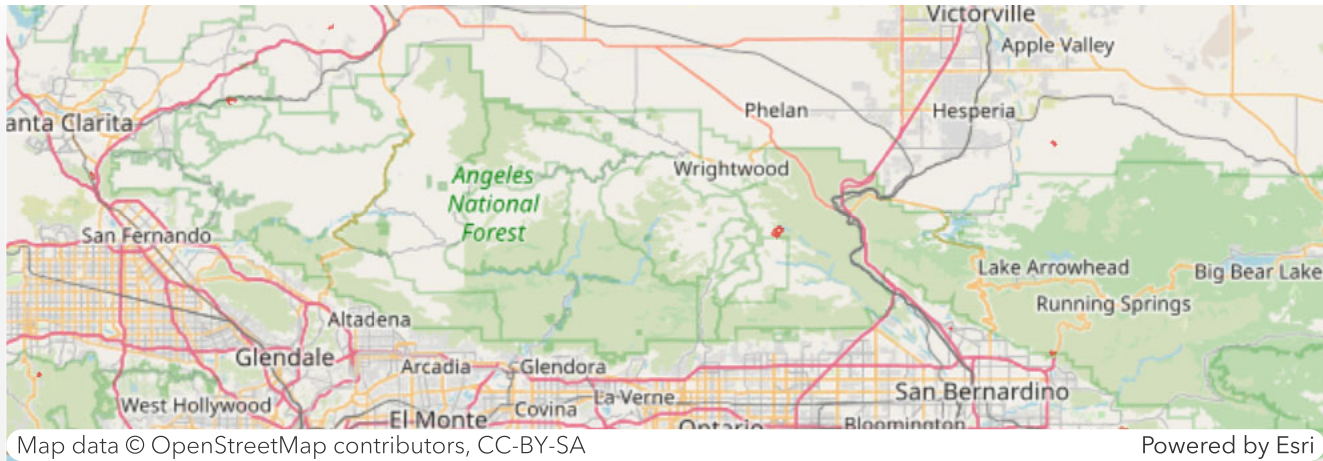 Victorville
Apple Valley
Phelan
Hesperia
anta Clarita
Wrightwood
Angeles
National
Forest
San Fernando
Lake Arrowhead
Big Bear Lake
Running Springs
Altadena
Glendale
Arcadia
Glendora
San Bernardino
La Verne
West Hollywood
Covina
El Monte
Ontario
Bloomington
Map data © OpenStreetMap contributors, CC-BY-SA
Powered by Esri